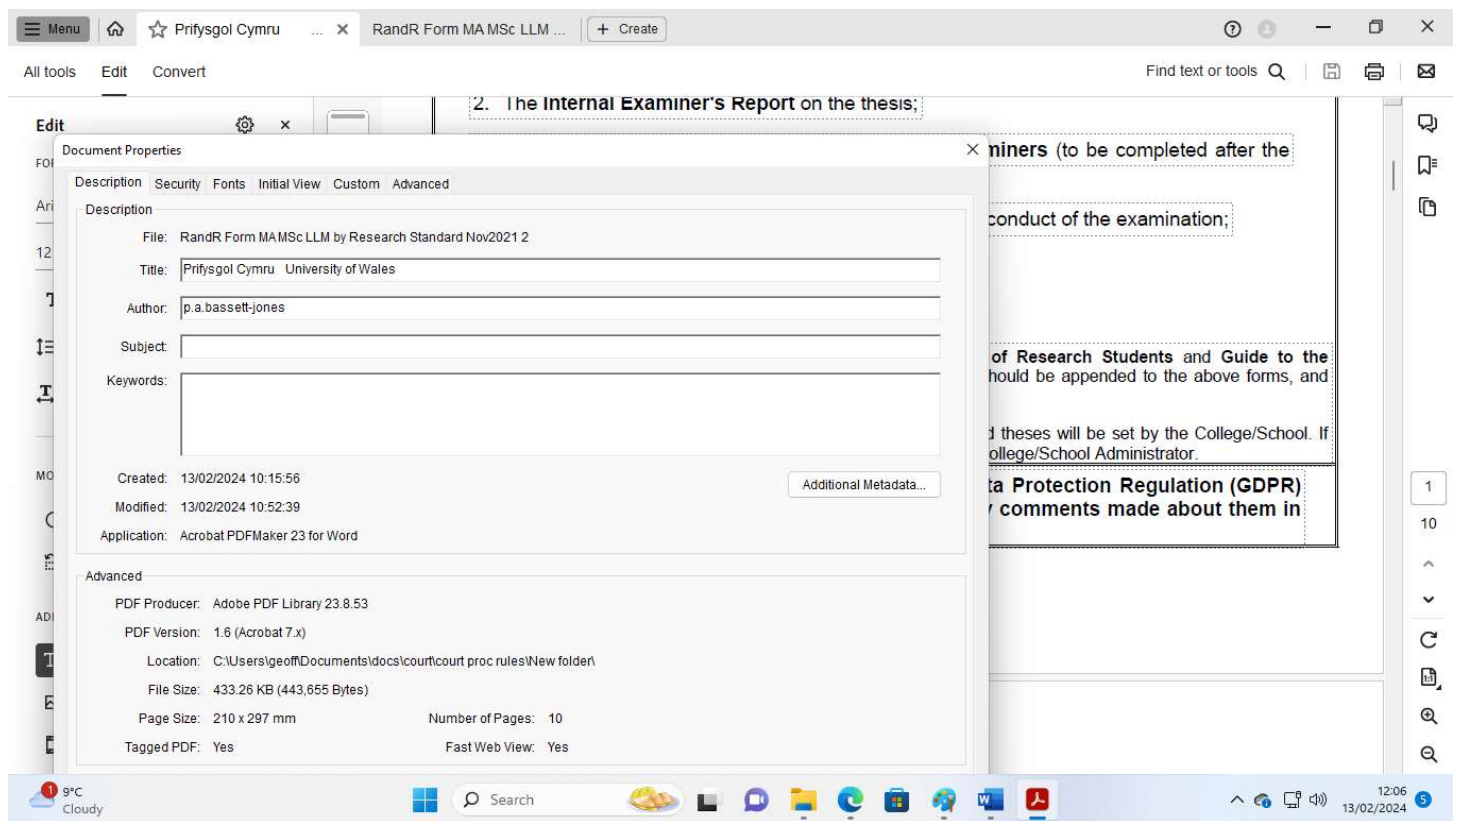 Menu
Prifysgol Cymru ... ×
RandR Form MA MSc LLM ...
+ Create
All tools Edit Convert
Find text or tools
Edit
2. The Internal Examiner's Report on the thesis;
Document Properties
miners (to be completed after the
Description Security Fonts Initial View Custom Advanced
Description
Ari
File: RandR Form MA MSc LLM by Research Standard Nov2021 2
conduct of the examination;
12
Title: Prifysgol Cymru University of Wales
Author: p.a.bassett-jones
Subject:
of Research Students and Guide to the
Keywords:
hould be appended to the above forms, and
d theses will be set by the College/School. If
ollege/School Administrator.
MO
Created: 13/02/2024 10:15:56
Additional Metadata...
ta Protection Regulation (GDPR)
1
Modified: 13/02/2024 10:52:39
y comments made about them in
10
Application: Acrobat PDFMaker 23 for Word
Advanced
PDF Producer: Adobe PDF Library 23.8.53
ADI
PDF Version: 1.6 (Acrobat 7.x)
Location: C:\Users\geoff\Documents\docs\court\court proc rules\New folder\
File Size: 433.26 KB (443,655 Bytes)
Page Size: 210 x 297 mm Number of Pages: 10
Tagged PDF: Yes Fast Web View: Yes
1
9°C
Cloudy
Search
12:06
13/02/2024
5